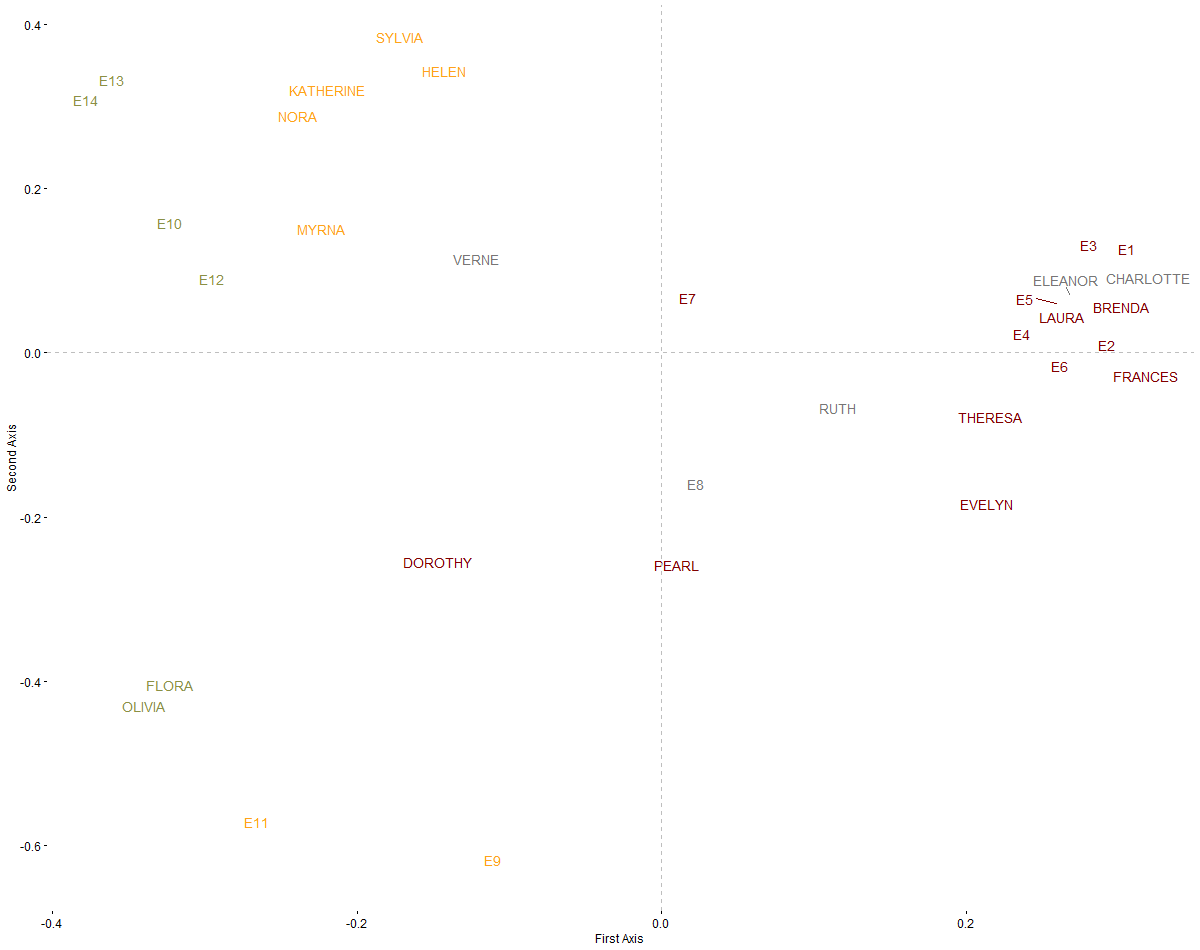 0.4
SYLVIA
HELEN
E13
KATHERINE
E14
NORA
0.2
E10
MYRNA
E3
E1
VERNE
E12
ELEANOR
CHARLOTTE
E7
E5
BRENDA
LAURA
E4
E2
0.0
E6
FRANCES
RUTH
THERESA
Second Axis
E8
EVELYN
-0.2
DOROTHY
PEARL
-0.4
FLORA
OLIVIA
E11
-0.6
E9
-0.4
-0.2
0.0
0.2
First Axis